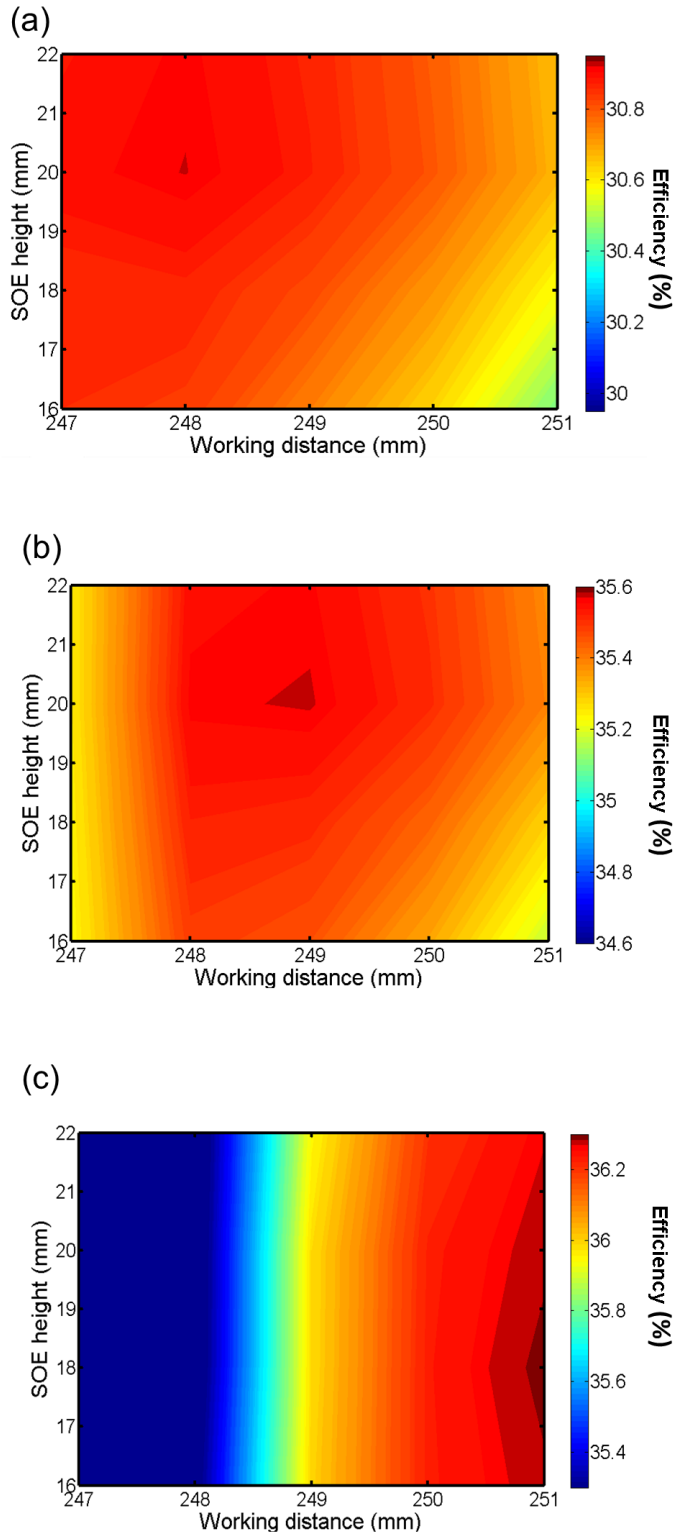 (a)
22
21
20
19
18
17
16
SOE height (mm)
247 248 249 250 251
Working distance (mm)
30.8
30.6
30.4
30.2
30
Efficiency (%)
(b)
22
21
20
19
18
17
16
SOE height (mm)
247 248 249 250 251
Working distance (mm)
35.6
35.4
35.2
35
34.8
34.6
Efficiency (%)
(c)
22
21
20
19
18
17
16
SOE height (mm)
247 248 249 250 251
Working distance (mm)
36.2
36
35.8
35.6
35.4
Efficiency (%)